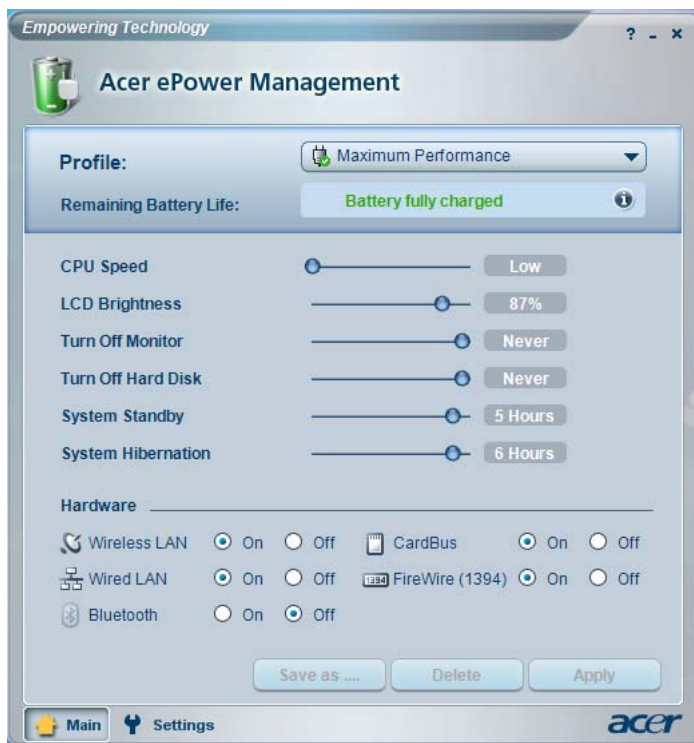 Empowering Technology
? - x
Acer ePower Management
Profile: Maximum Performance
Remaining Battery Life: Battery fully charged
CPU Speed Low
LCD Brightness 87%
Turn Off Monitor Never
Turn Off Hard Disk Never
System Standby 5 Hours
System Hibernation 6 Hours
Hardware
Wireless LAN On Off CardBus On Off
Wired LAN On Off 1394 FireWire (1394) On Off
Bluetooth On Off
Save as .... Delete Apply
Main Settings acer